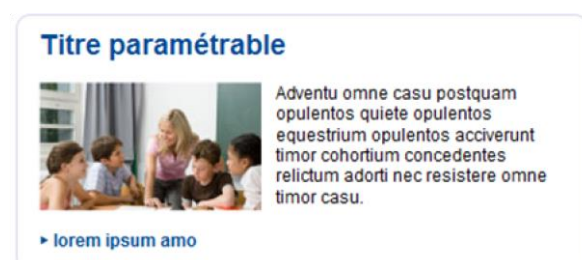 Titre paramétrable
Adventu omne casu postquam
opulentos quiete opulentos
equestrium opulentos acciverunt
timor cohortium concedentes
relictum adorti nec resistere omne
timor casu.
▸ lorem ipsum amo